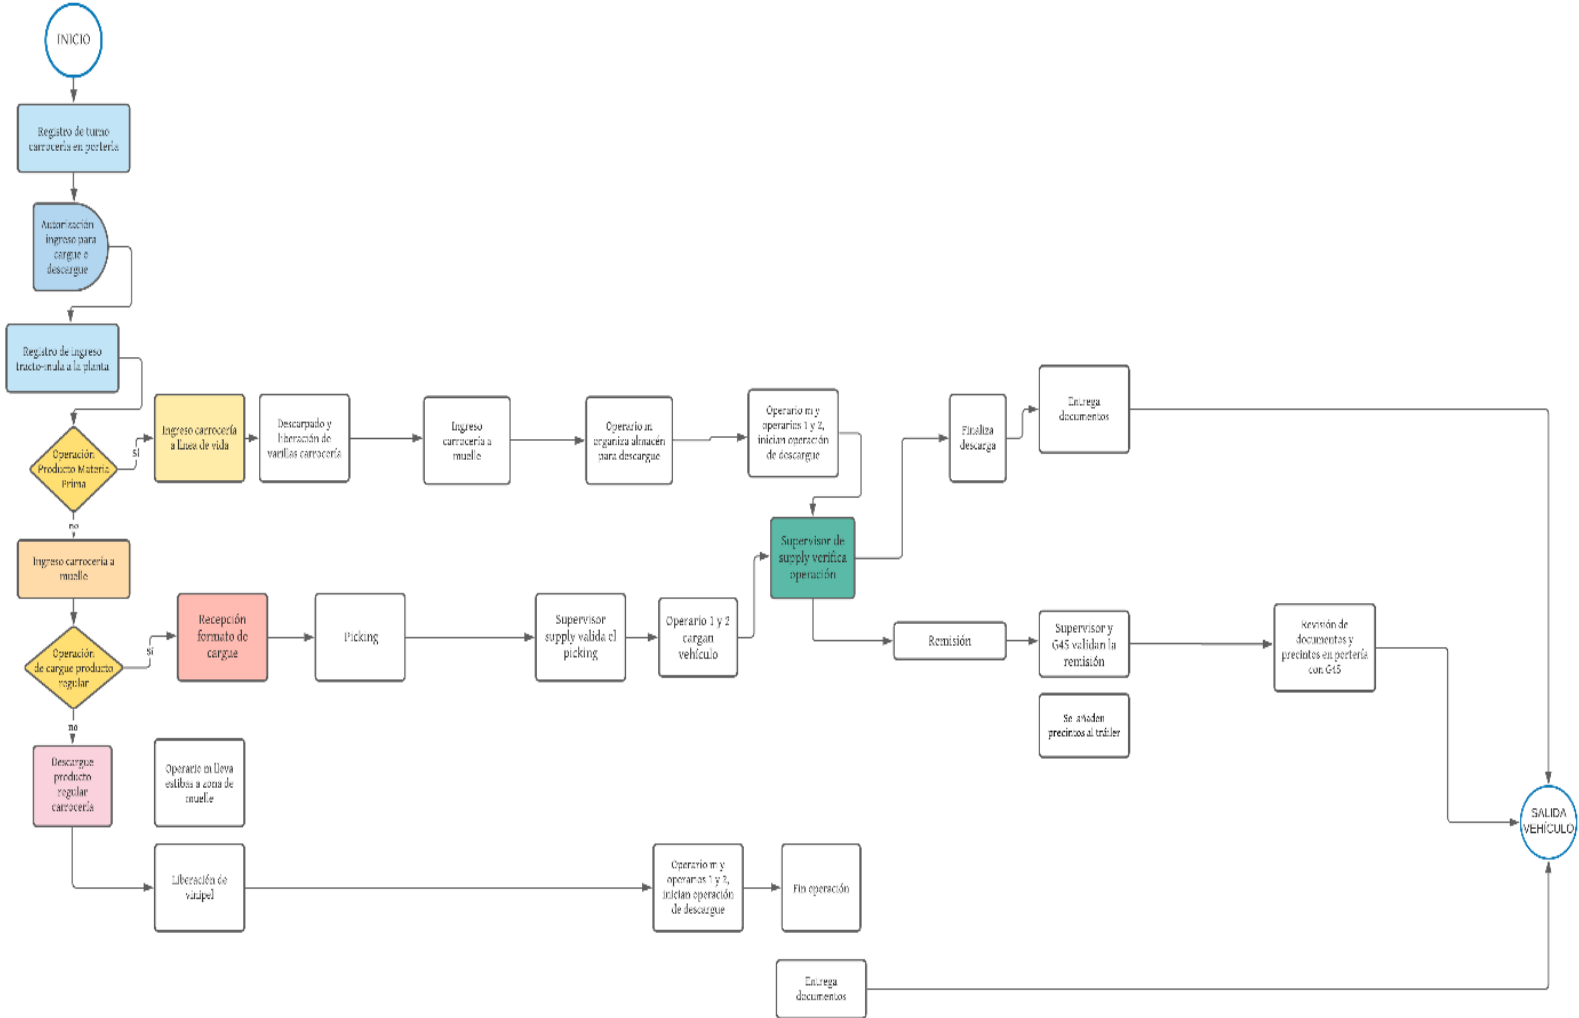 INICIO
Registro de turno
carrocería en portería
Autorización
ingreso para
cargue o
descargue
Registro de ingreso
tracto-mula a la planta
Operación
Producto Materia
Prima
sí
no
Ingreso carrocería
a línea de vida
Descarpado y
liberación de
varillas carrocería
Ingreso
carrocería a
muelle
Operario m
organiza almacén
para descargue
Operario m y
operarios 1 y 2,
inician operación
de descargue
Finaliza
descarga
Entrega
documentos
Ingreso carrocería a
muelle
Supervisor de
supply verifica
operación
Operación
de cargue producto
regular
sí
no
Recepción
formato de
cargue
Picking
Supervisor
supply valida el
picking
Operario 1 y 2
cargan
vehículo
Remisión
Supervisor y
G4S validan la
remisión
Revisión de
documentos y
precintos en portería
con G4S
Se añaden
precintos al tráiler
Descargue
producto
regular
carrocería
Operario m lleva
estibas a zona de
muelle
SALIDA
VEHÍCULO
Liberación de
vinipel
Operario m y
operarios 1 y 2,
inician operación
de descargue
Fin operación
Entrega
documentos